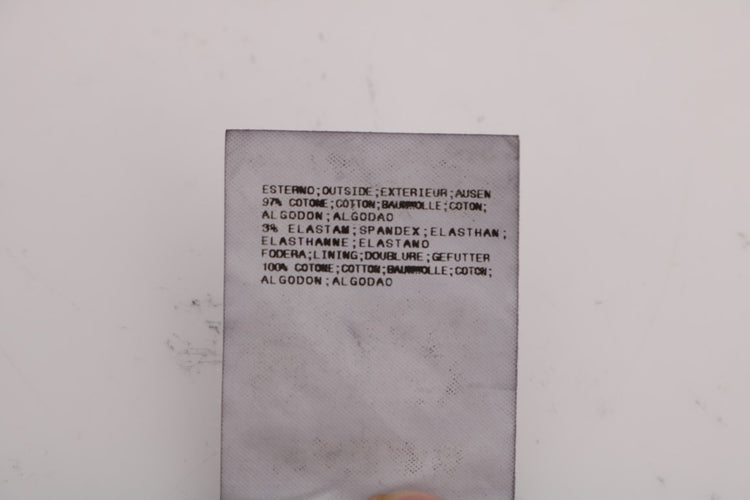 ESTERNO;OUTSIDE;EXTERIEUR;AUSEN
97% COTONE;COTTON;BAUMWOLLE;COTON;
ALGODON;ALGODAO
3% ELASTAM;SPANDEX;ELASTHAN;
ELASTHANNE;ELASTANO
FODERA;LINING;DOUBLURE;GEFUTTER
100% COTONE;COTTON;BAUMWOLLE;COTON;
ALGODON;ALGODAO